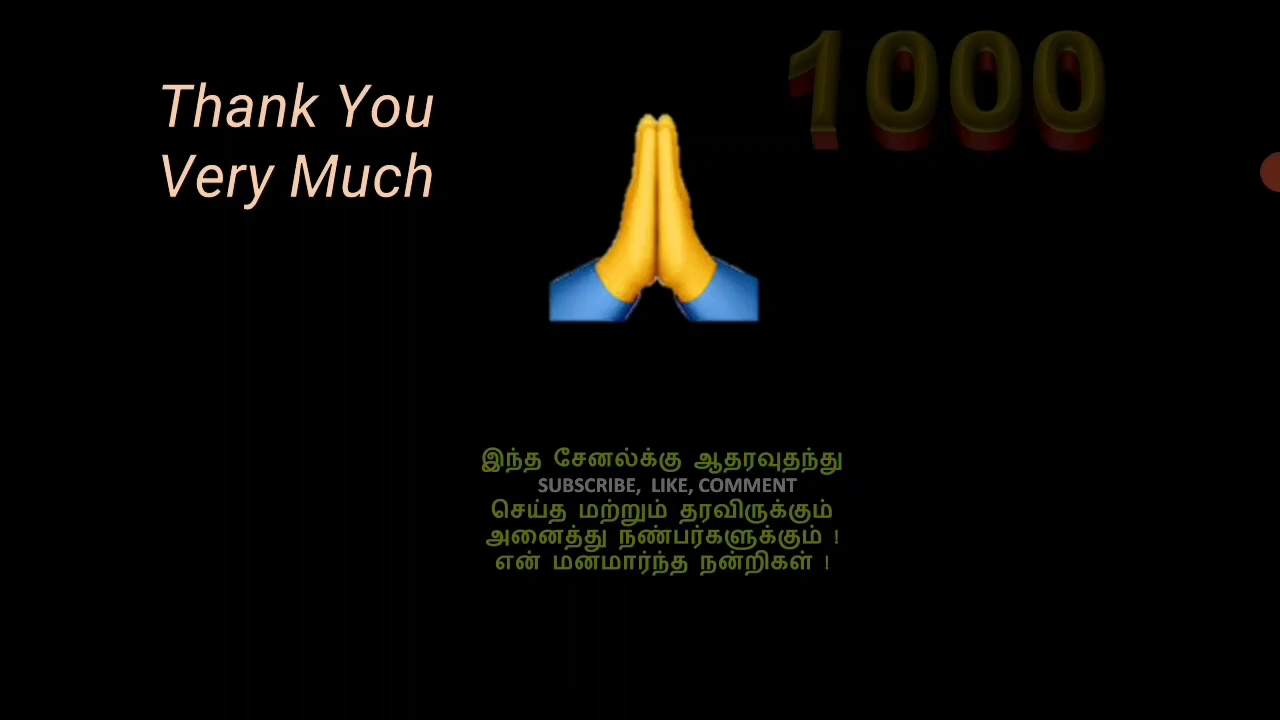 1000
Thank You
Very Much
இந்த சேனல்க்கு ஆதரவுதந்து
SUBSCRIBE, LIKE, COMMENT
செய்த மற்றும் தரவிருக்கும்
அனைத்து நண்பர்களுக்கும் !
என் மனமார்ந்த நன்றிகள் !